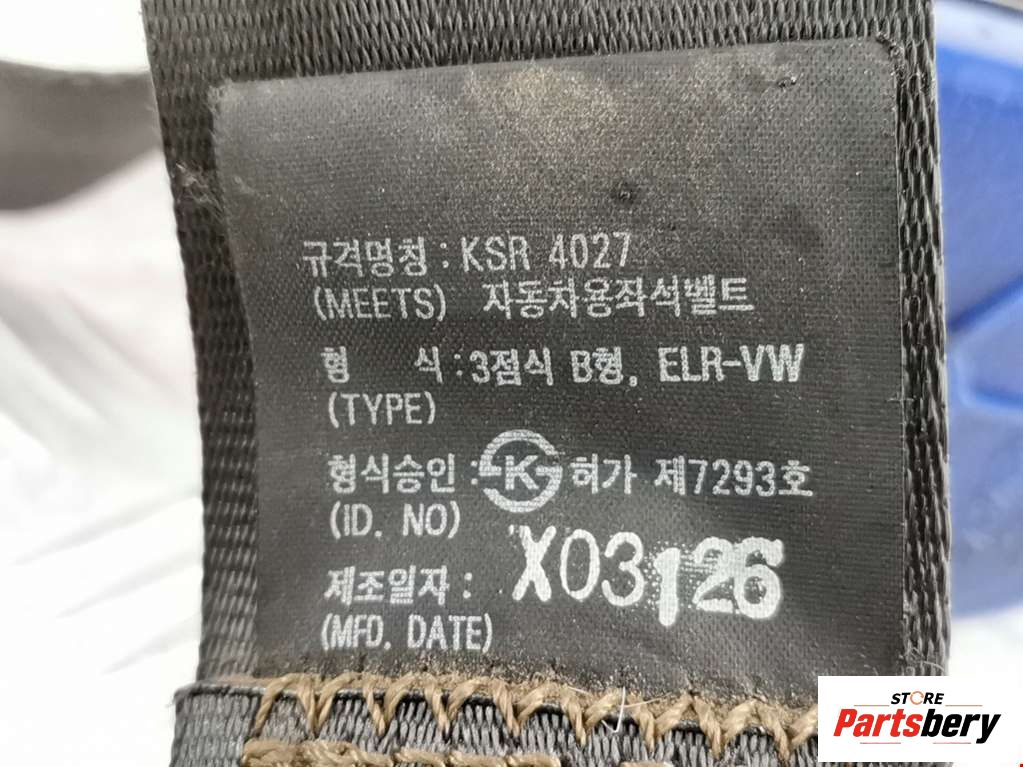 규격명칭 : KSR 4027
(MEETS) 자동차용좌석벨트
형 식 : 3점식 B형, ELR-VW
(TYPE)
형식승인 : K 허가 제7293호
(ID. NO)
제조일자 : X03126
(MFD. DATE)
STORE
Partsbery